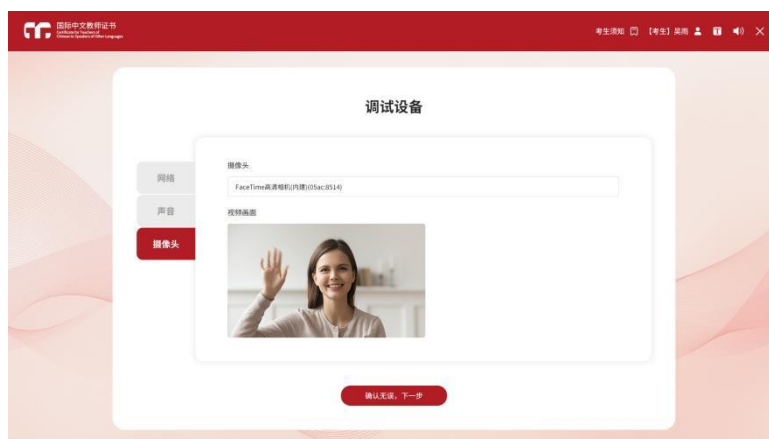 国际中文教师证书
Certificate for Teachers of
Chinese to Speakers of Other Languages
考生须知 【考生】吴雨
调试设备
网络
声音
摄像头
摄像头
FaceTime高清相机(内建)(05ac:8514)
视频画面
确认无误，下一步